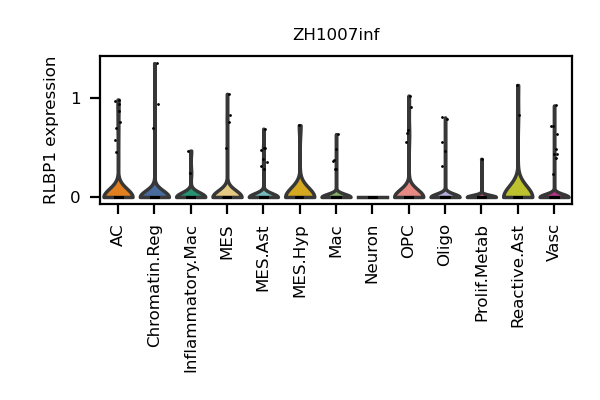 ZH1007inf
RLBP1 expression
1
0
AC
Chromatin.Reg
Inflammatory.Mac
MES
MES.Ast
MES.Hyp
Mac
Neuron
OPC
Oligo
Prolif.Metab
Reactive.Ast
Vasc